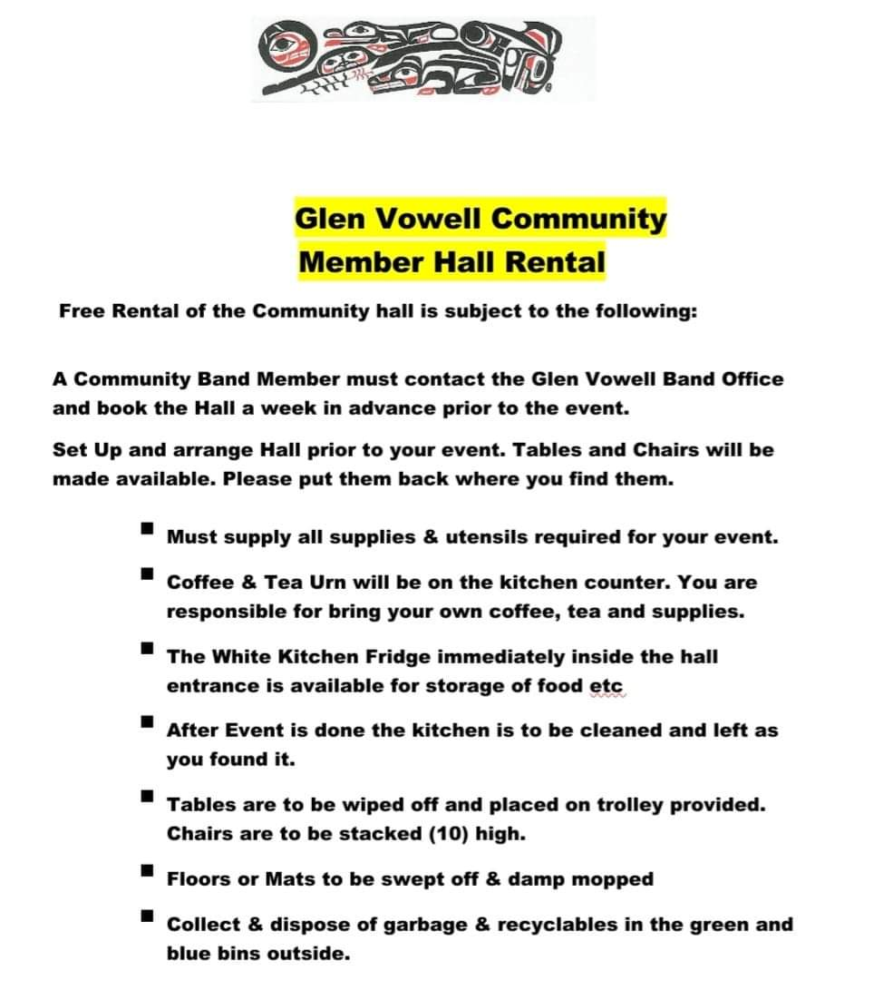 Glen Vowell Community
Member Hall Rental
Free Rental of the Community hall is subject to the following:
A Community Band Member must contact the Glen Vowell Band Office
and book the Hall a week in advance prior to the event.
Set Up and arrange Hall prior to your event. Tables and Chairs will be
made available. Please put them back where you find them.
▪ Must supply all supplies & utensils required for your event.
▪ Coffee & Tea Urn will be on the kitchen counter. You are
responsible for bring your own coffee, tea and supplies.
▪ The White Kitchen Fridge immediately inside the hall
entrance is available for storage of food etc
▪ After Event is done the kitchen is to be cleaned and left as
you found it.
▪ Tables are to be wiped off and placed on trolley provided.
Chairs are to be stacked (10) high.
▪ Floors or Mats to be swept off & damp mopped
▪ Collect & dispose of garbage & recyclables in the green and
blue bins outside.